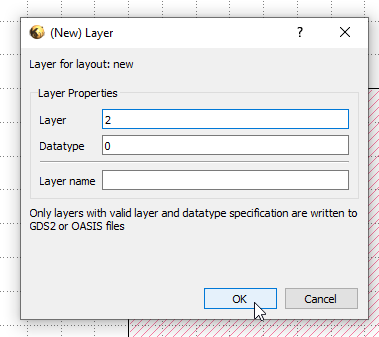 (New) Layer
?
Layer for layout: new
Layer Properties
Layer 2
Datatype 0
Layer name
Only layers with valid layer and datatype specification are written to
GDS2 or OASIS files
OK Cancel